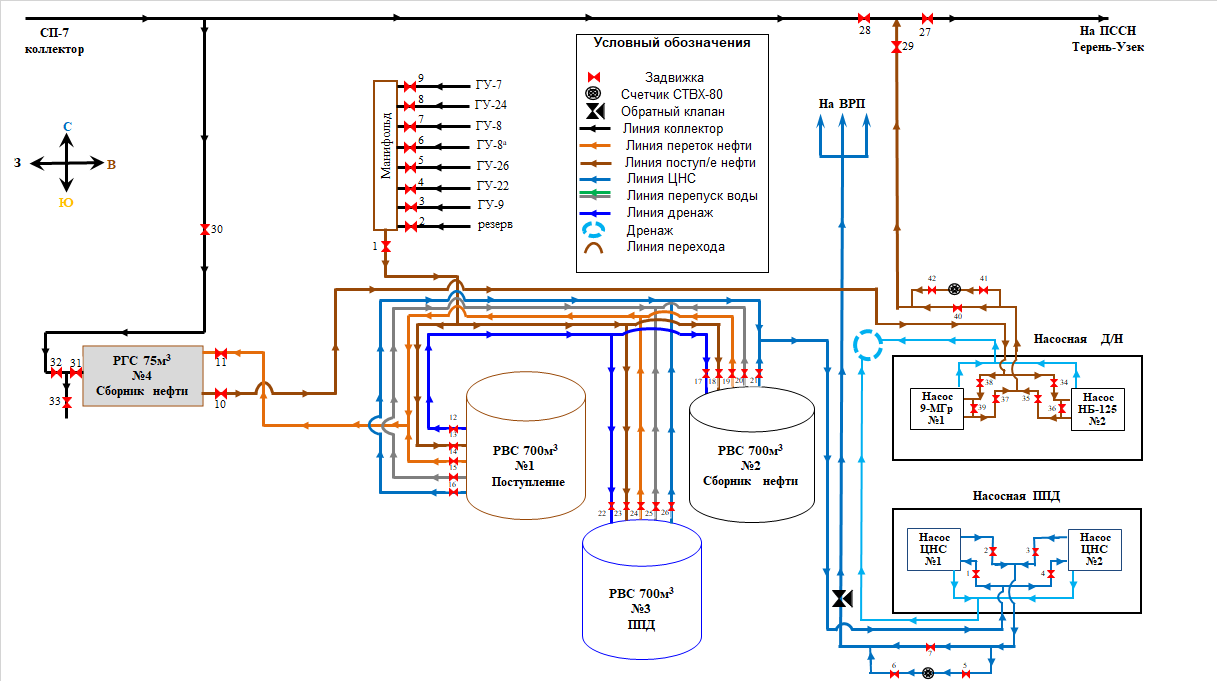 СП-7
коллектор
28
27
На ПССН
Терень-Узек
29
Условный обозначения
Задвижка
Счетчик СТВХ-80
Обратный клапан
Линия коллектор
Линия переток нефти
Линия поступ/е нефти
Линия ЦНС
Линия перепуск воды
Линия дренаж
Дренаж
Линия перехода
Манифольд
9
ГУ-7
8
ГУ-24
7
ГУ-8
6
ГУ-8ª
5
ГУ-26
4
ГУ-22
3
ГУ-9
2
резерв
1
На ВРП
С
З
В
Ю
30
42
41
40
32
31
33
РГС 75м³
№4
Сборник нефти
11
10
Насосная Д/Н
38
34
39
37
35
36
Насос
9-МГр
№1
Насос
НБ-125
№2
17
18
19
20
21
12
13
14
15
16
РВС 700м³
№1
Поступление
РВС 700м³
№2
Сборник нефти
22
23
24
25
26
РВС 700м³
№3
ППД
Насосная ППД
Насос
ЦНС
№1
2
3
1
4
Насос
ЦНС
№2
7
6
5